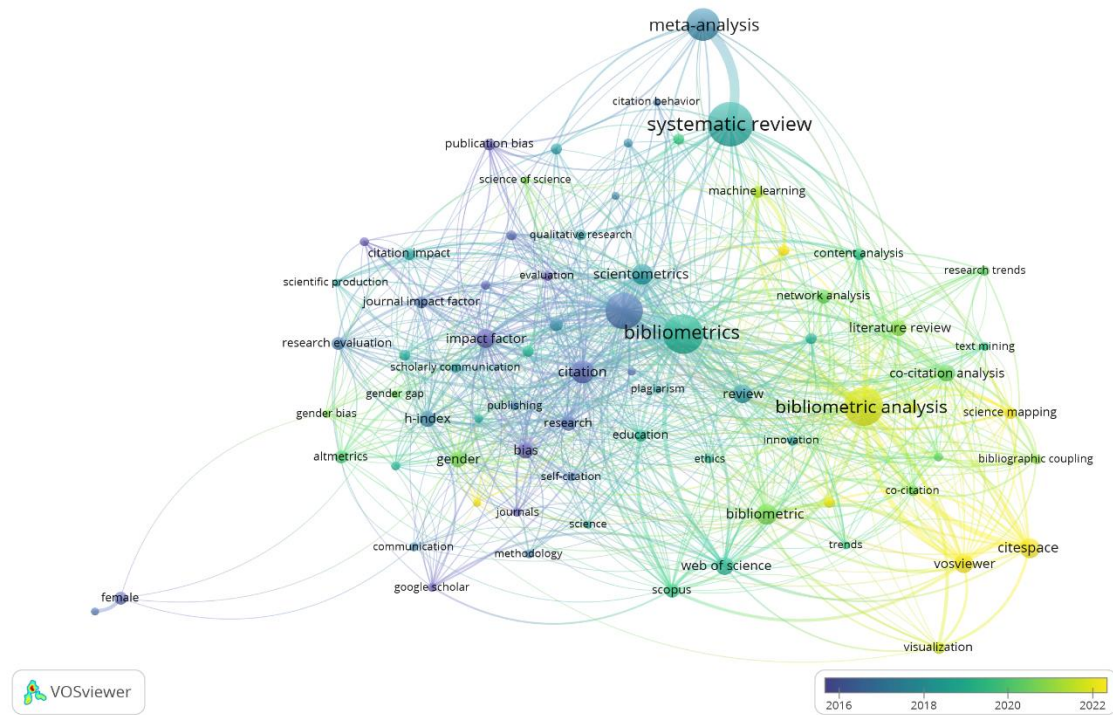 meta-analysis
citation behavior
systematic review
publication bias
science of science
machine learning
qualitative research
citation impact
content analysis
research trends
scientific production
evaluation
scientometrics
network analysis
journal impact factor
literature review
bibliometrics
impact factor
research evaluation
text mining
scholarly communication
citation
co-citation analysis
plagiarism
gender gap
review
publishing
bibliometric analysis
gender bias
h-index
science mapping
research
education
innovation
bias
altmetrics
gender
ethics
bibliographic coupling
self-citation
co-citation
journals
bibliometric
science
communication
methodology
trends
citespace
web of science
vosviewer
google scholar
scopus
female
visualization
VOSviewer
2016 2018 2020 2022